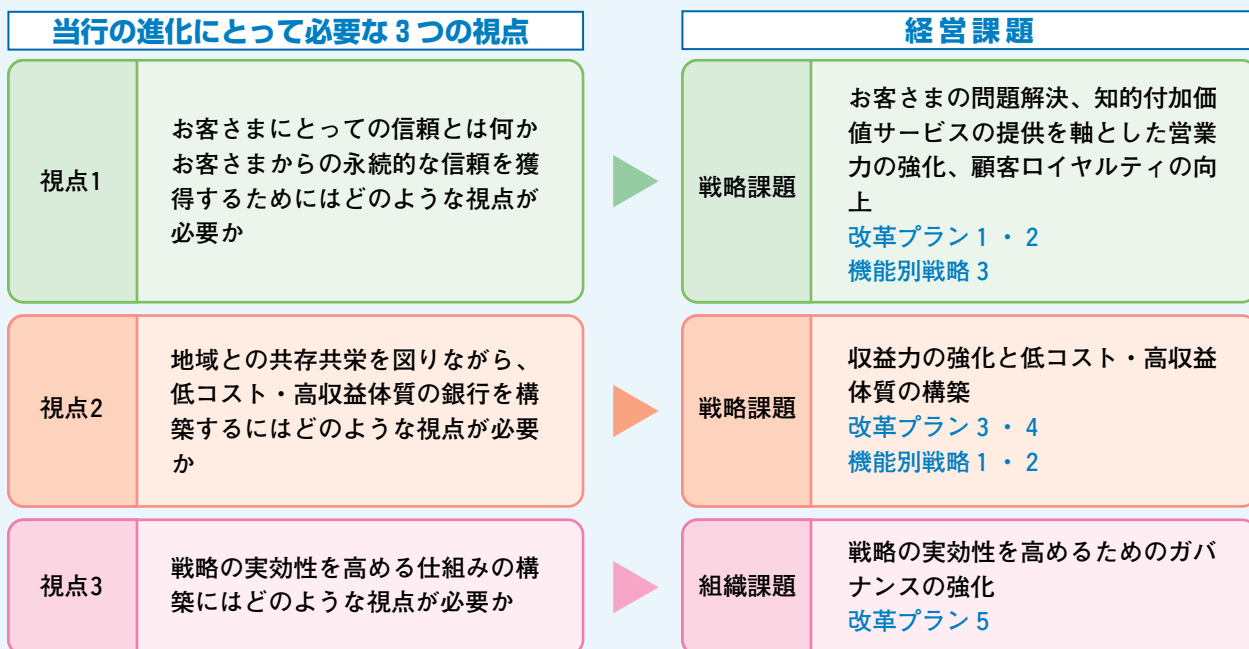 当行の進化にとって必要な3つの視点
経営課題
視点1
お客さまにとっての信頼とは何か
お客さまからの永続的な信頼を獲
得するためにはどのような視点が
必要か
戦略課題
お客さまの問題解決、知的付加価
値サービスの提供を軸とした営業
力の強化、顧客ロイヤルティの向
上
改革プラン1・2
機能別戦略3
視点2
地域との共存共栄を図りながら、
低コスト・高収益体質の銀行を構
築するにはどのような視点が必要
か
戦略課題
収益力の強化と低コスト・高収益
体質の構築
改革プラン3・4
機能別戦略1・2
視点3
戦略の実効性を高める仕組みの構
築にはどのような視点が必要か
組織課題
戦略の実効性を高めるためのガバ
ナンスの強化
改革プラン5